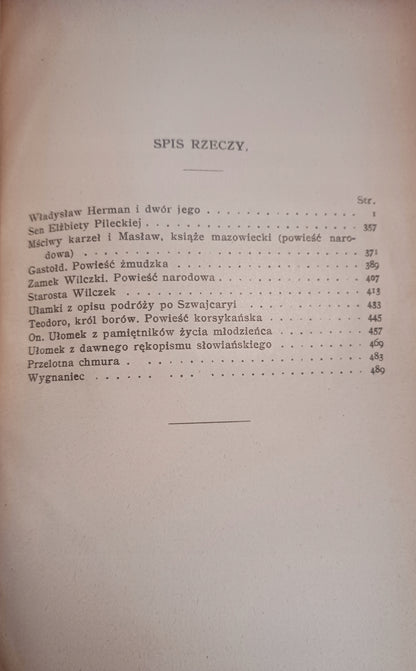 SPIS RZECZY.
Str.
Władysław Herman i dwór jego . . . . . . . . . . . . . . 1
Sen Elżbiety Pileckiej . . . . . . . . . . . . . . . . . . . 357
Mściwy karzeł i Masław, książe mazowiecki (powieść naro-
dowa) . . . . . . . . . . . . . . . . . . . . . . . 371
Gastołd. Powieść żmudzka . . . . . . . . . . . . . . . . 389
Zamek Wilczki. Powieść narodowa . . . . . . . . . . . . . 407
Starosta Wilczek . . . . . . . . . . . . . . . . . . . . 413
Ułamki z opisu podróży po Szwajcaryi . . . . . . . . . . 433
Teodoro, król borów. Powieść korsykańska . . . . . . . . 445
On. Ułomek z pamiętników życia młodzieńca . . . . . . . . 457
Ułomek z dawnego rękopismu słowiańskiego . . . . . . . . 469
Przelotna chmura . . . . . . . . . . . . . . . . . . . . 483
Wygnaniec . . . . . . . . . . . . . . . . . . . . . . . 489